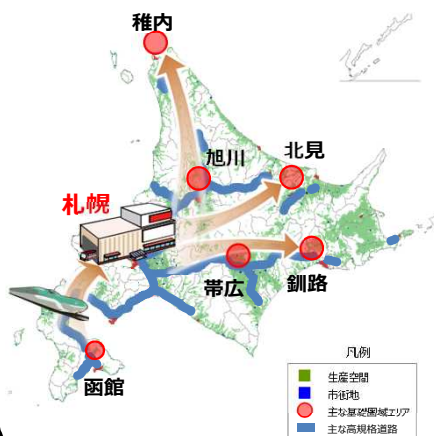 稚内
旭川
北見
札幌
帯広
釧路
函館
凡例
生産空間
市街地
主な基礎圏域エリア
主な高規格道路